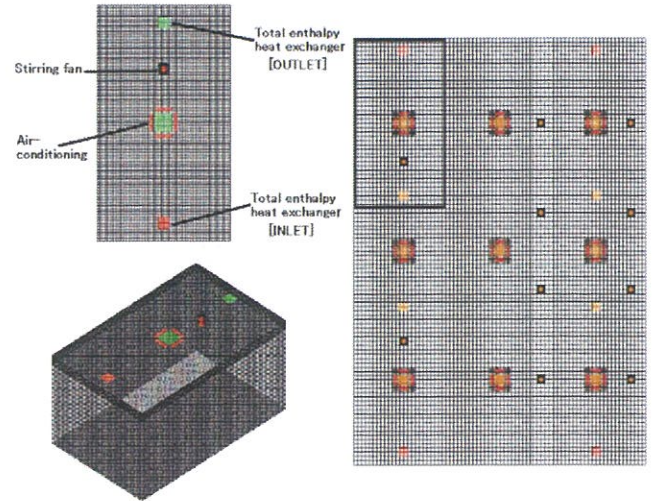 Total enthalpy
heat exchanger
[OUTLET]
Stirring fan
Air-
conditioning
Total enthalpy
heat exchanger
[INLET]